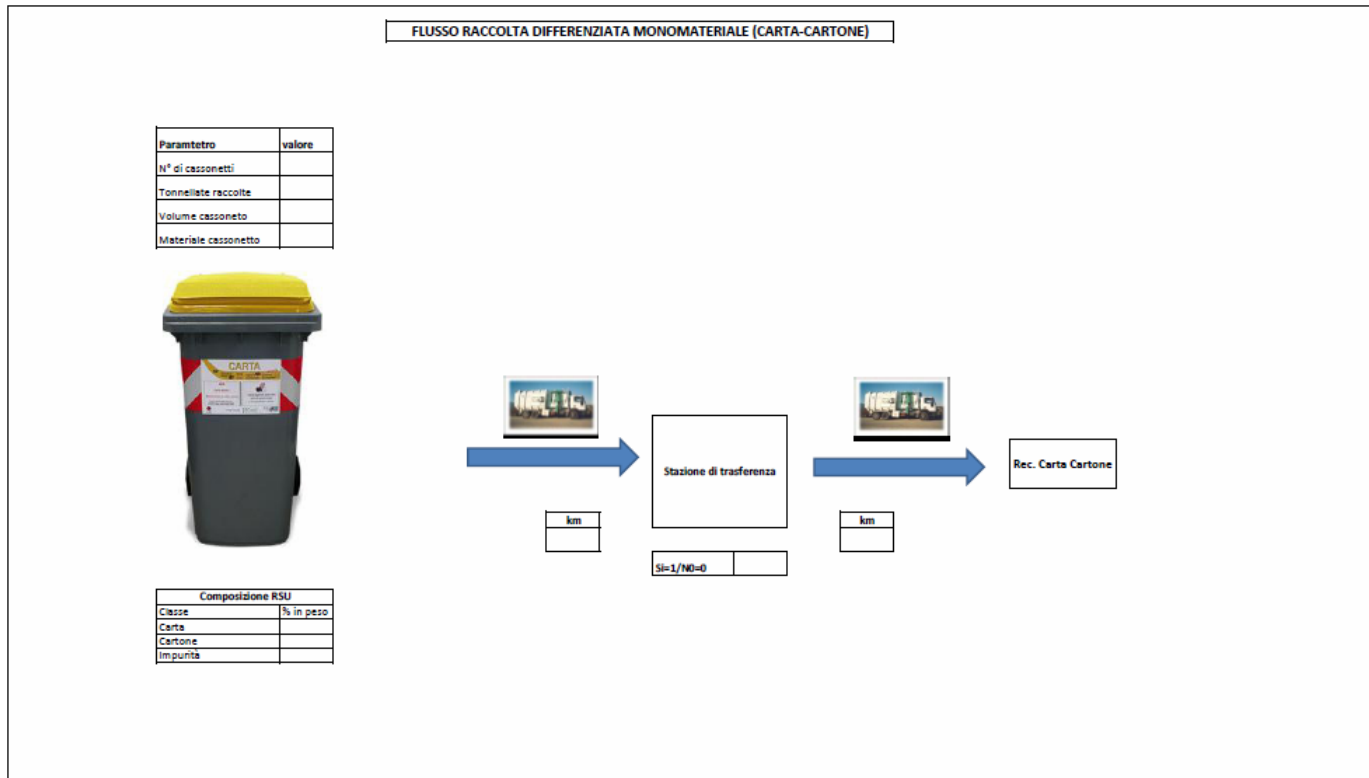 FLUSSO RACCOLTA DIFFERENZIATA MONOMATERIALE (CARTA-CARTONE)
Paramtetro valore
N° di cassonetti
Tonnellate raccolte
Volume cassoneto
Materiale cassonetto
CARTA
Stazione di trasferenza
Rec. Carta Cartone
km
km
Si=1/N0=0
Composizione RSU
Classe % in peso
Carta
Cartone
Impurità